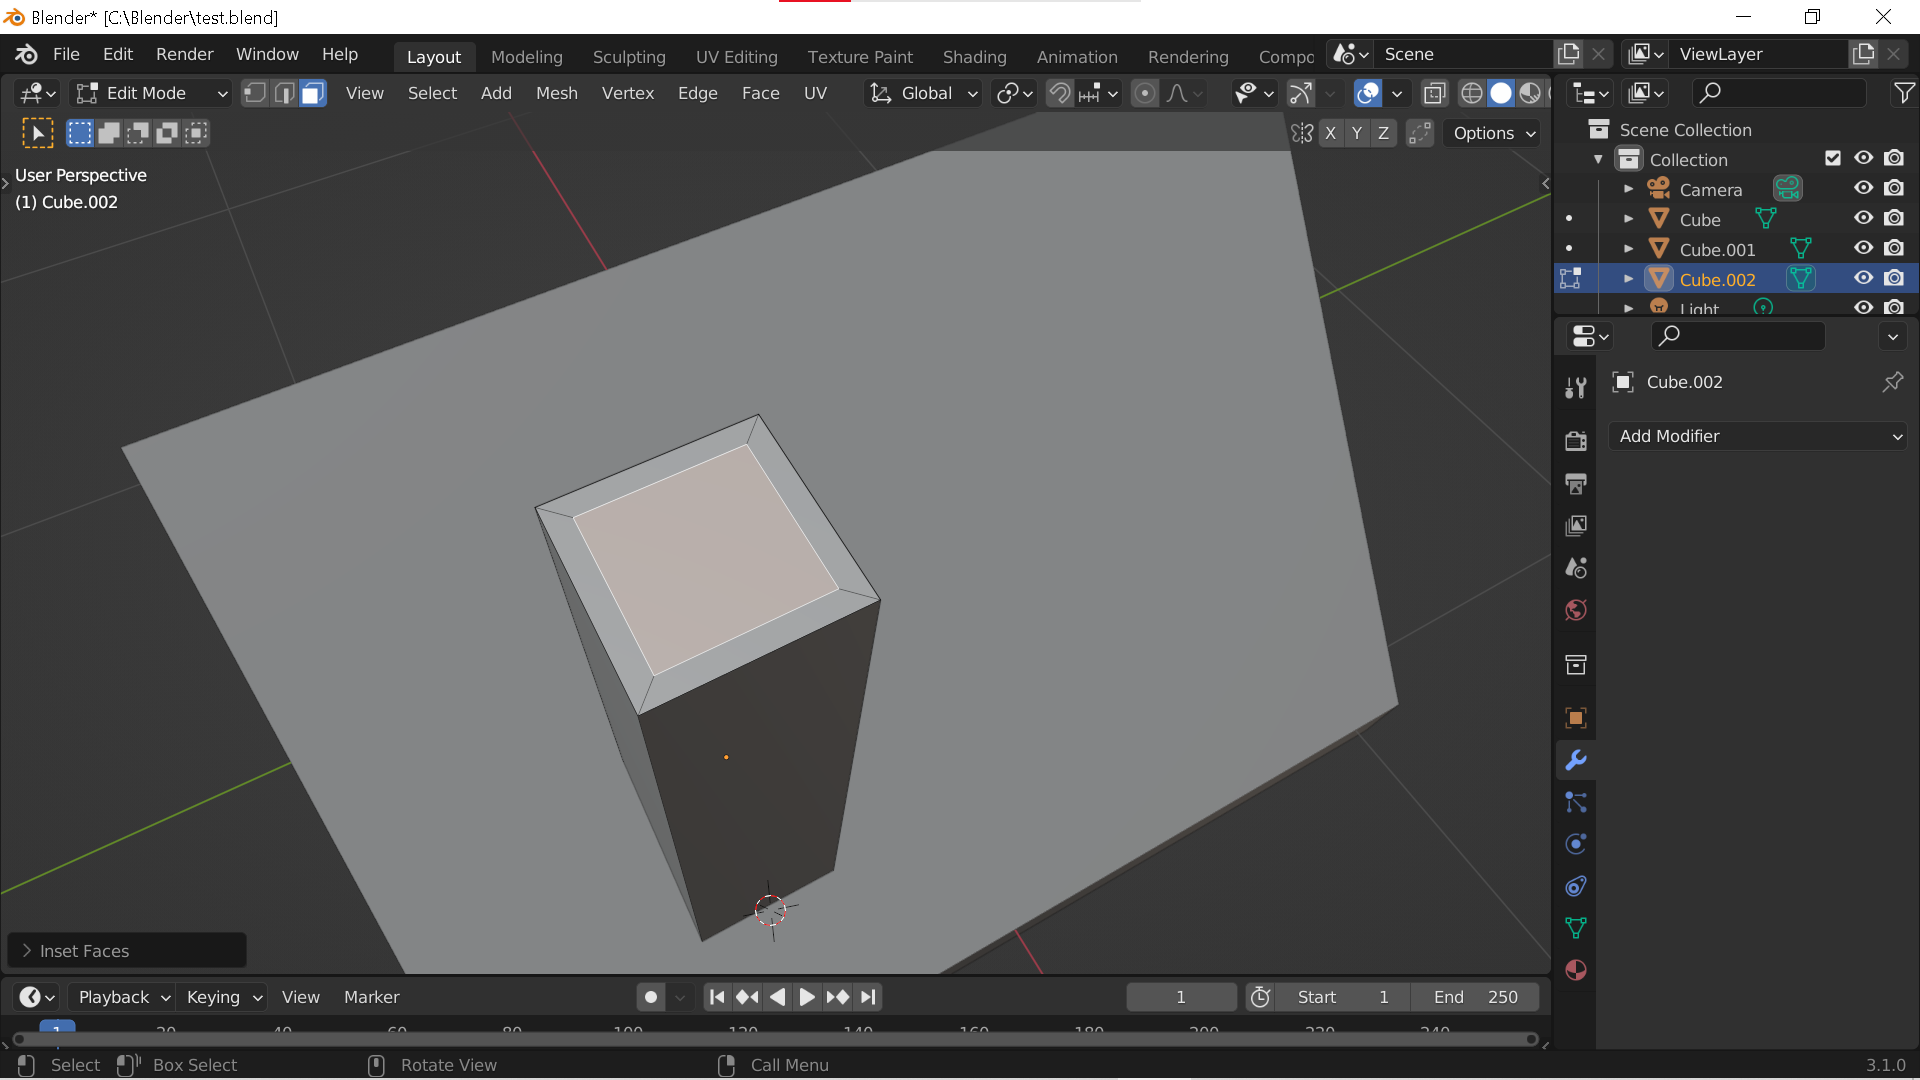 Blender* [C:\Blender\test.blend]
File Edit Render Window Help Layout Modeling Sculpting UV Editing Texture Paint Shading Animation Rendering Compo Scene ViewLayer
Edit Mode View Select Add Mesh Vertex Edge Face UV Global
X Y Z Options
User Perspective
(1) Cube.002
Scene Collection
Collection
Camera
Cube
Cube.001
Cube.002
Light
Cube.002
Add Modifier
Inset Faces
Playback Keying View Marker 1 Start 1 End 250
1 20 40 60 80 100 120 140 160 180 200 220 240
Select Box Select Rotate View Call Menu 3.1.0